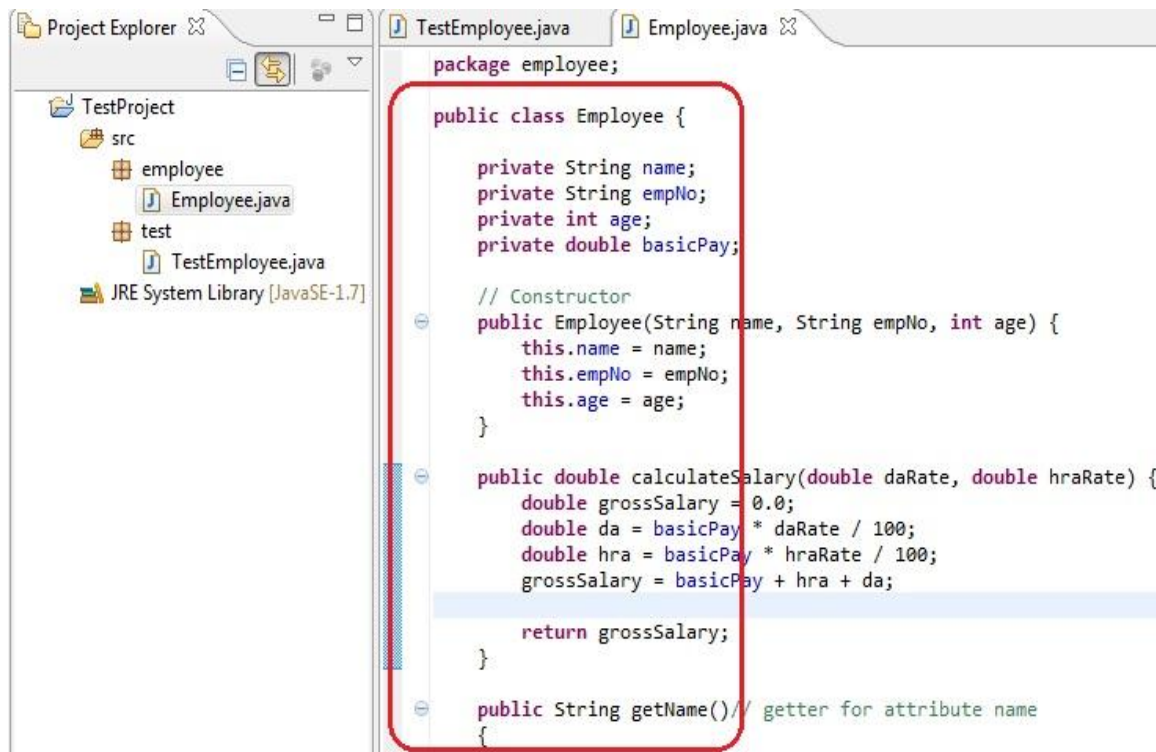 Project Explorer
TestProject
src
employee
Employee.java
test
TestEmployee.java
JRE System Library [JavaSE-1.7]
TestEmployee.java
Employee.java
package employee;
public class Employee {
private String name;
private String empNo;
private int age;
private double basicPay;
// Constructor
public Employee(String name, String empNo, int age) {
this.name = name;
this.empNo = empNo;
this.age = age;
}
public double calculateSalary(double daRate, double hraRate) {
double grossSalary = 0.0;
double da = basicPay * daRate / 100;
double hra = basicPay * hraRate / 100;
grossSalary = basicPay + hra + da;
return grossSalary;
}
public String getName()// getter for attribute name
{